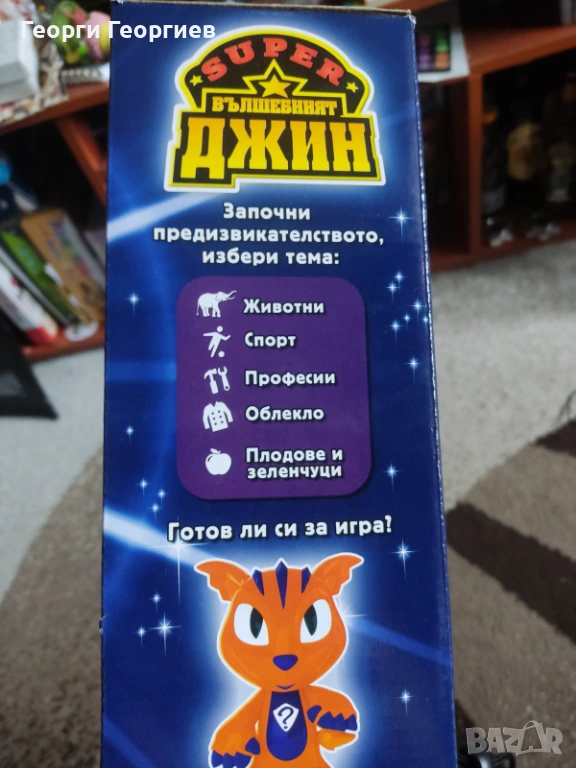 Георги Георгиев
SUPER
ВЪЛШЕБНИЯТ
ДЖИН
Започни
предизвикателството,
избери тема:
Животни
Спорт
Професии
Облекло
Плодове и
зеленчуци
Готов ли си за игра?
?
BAZAR